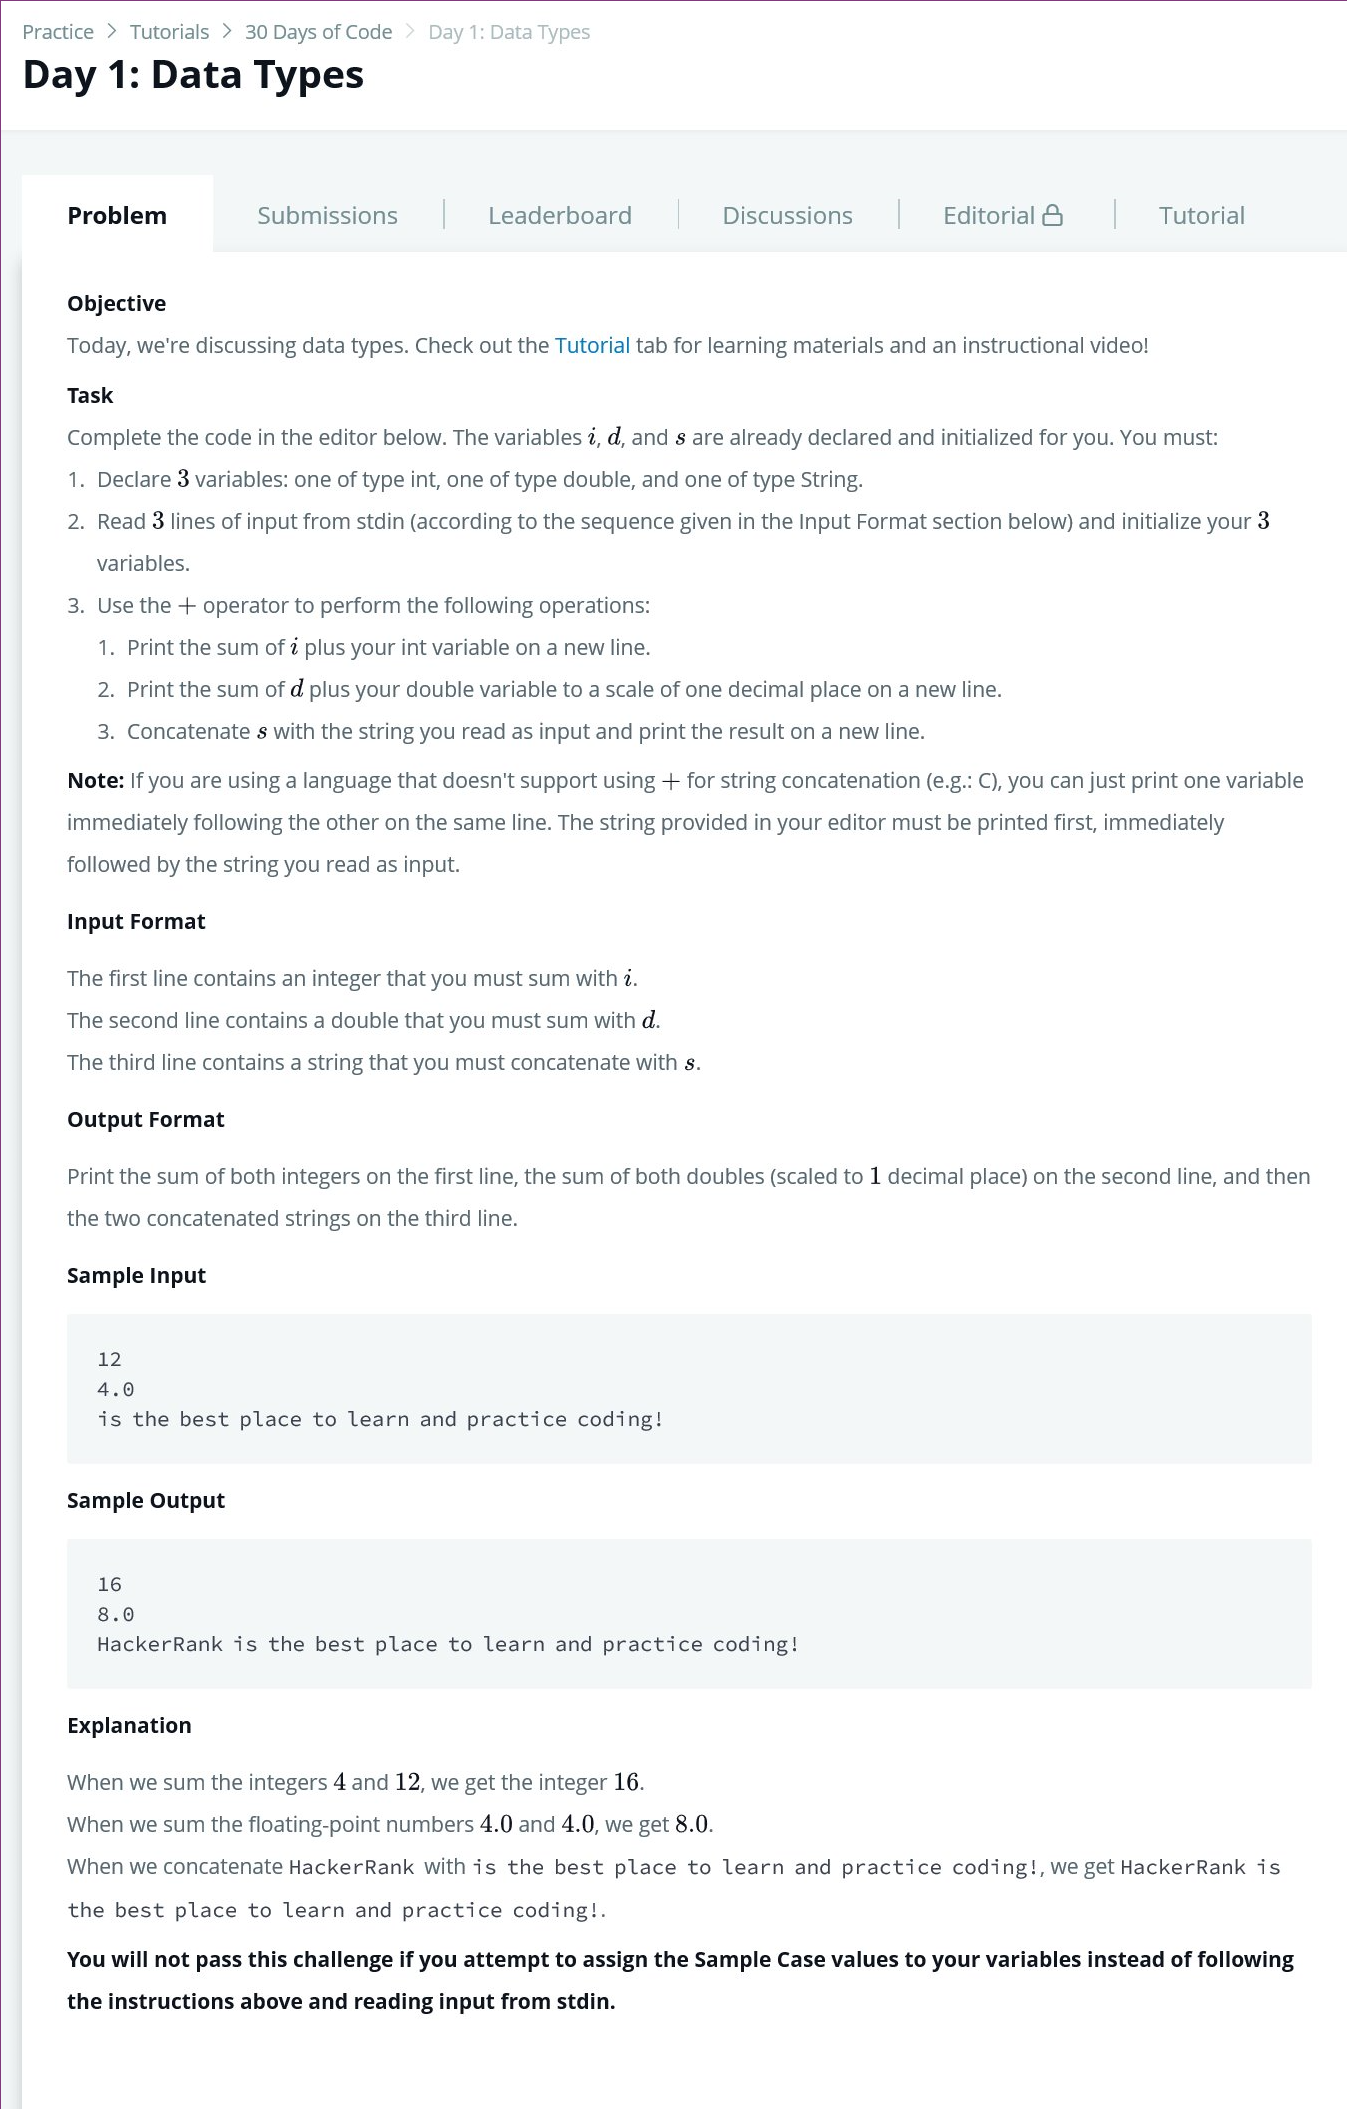 Practice > Tutorials > 30 Days of Code > Day 1: Data Types
Day 1: Data Types
Problem
Submissions
Leaderboard
Discussions
Editorial
Tutorial
Objective
Today, we're discussing data types. Check out the Tutorial tab for learning materials and an instructional video!
Task
Complete the code in the editor below. The variables i, d, and s are already declared and initialized for you. You must:
1. Declare 3 variables: one of type int, one of type double, and one of type String.
2. Read 3 lines of input from stdin (according to the sequence given in the Input Format section below) and initialize your 3
variables.
3. Use the + operator to perform the following operations:
1. Print the sum of i plus your int variable on a new line.
2. Print the sum of d plus your double variable to a scale of one decimal place on a new line.
3. Concatenate s with the string you read as input and print the result on a new line.
Note: If you are using a language that doesn't support using + for string concatenation (e.g.: C), you can just print one variable
immediately following the other on the same line. The string provided in your editor must be printed first, immediately
followed by the string you read as input.
Input Format
The first line contains an integer that you must sum with i.
The second line contains a double that you must sum with d.
The third line contains a string that you must concatenate with s.
Output Format
Print the sum of both integers on the first line, the sum of both doubles (scaled to 1 decimal place) on the second line, and then
the two concatenated strings on the third line.
Sample Input
12
4.0
is the best place to learn and practice coding!
Sample Output
16
8.0
HackerRank is the best place to learn and practice coding!
Explanation
When we sum the integers 4 and 12, we get the integer 16.
When we sum the floating-point numbers 4.0 and 4.0, we get 8.0.
When we concatenate HackerRank with is the best place to learn and practice coding!, we get HackerRank is
the best place to learn and practice coding!.
You will not pass this challenge if you attempt to assign the Sample Case values to your variables instead of following
the instructions above and reading input from stdin.